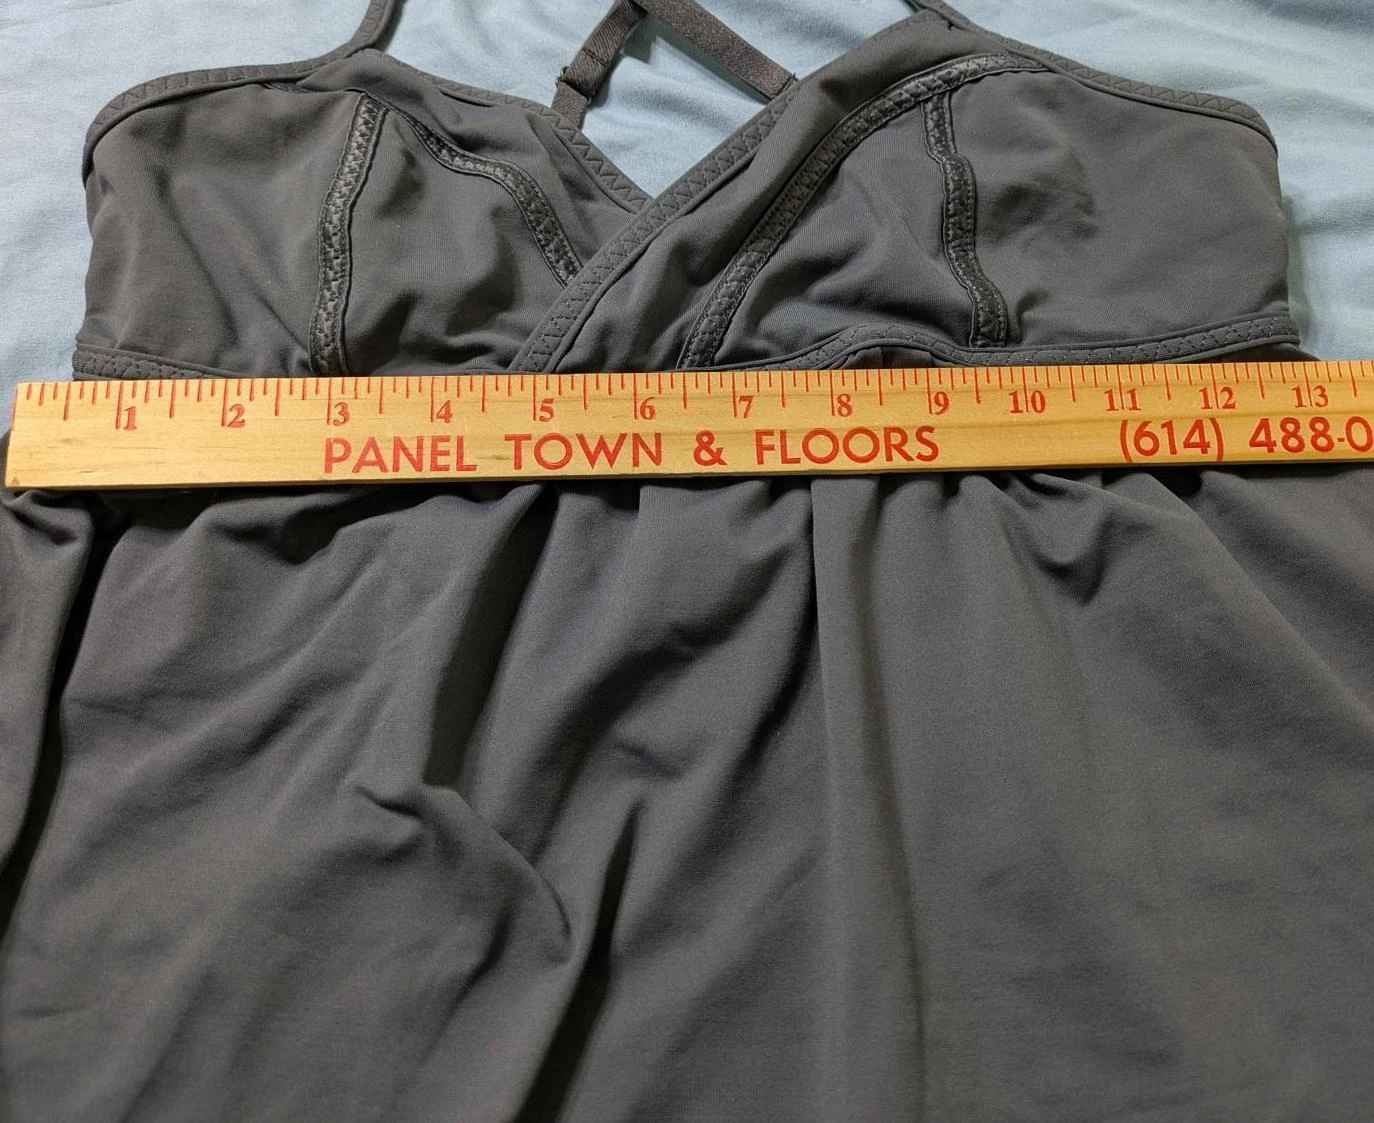 1 2 3 4 5 6 7 8 9 10 11 12 13
PANEL TOWN & FLOORS (614) 488-0